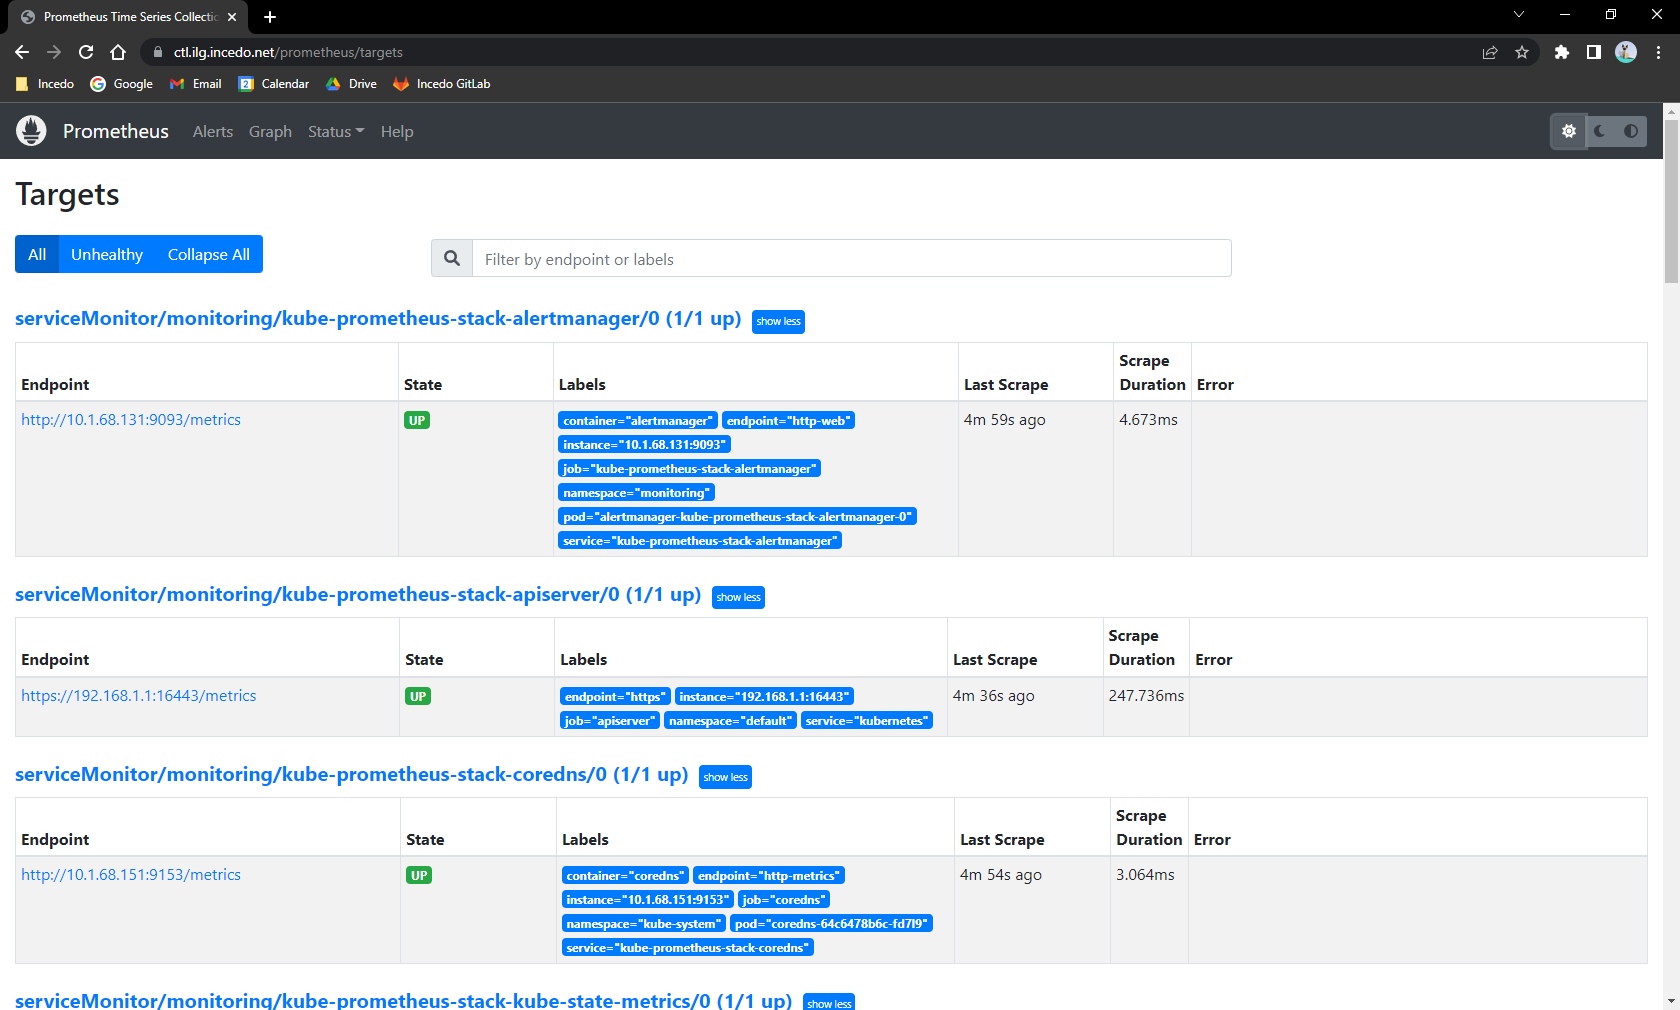 Prometheus Time Series Collectio
ctl.ilg.incedo.net/prometheus/targets
Incedo Google Email 2 Calendar Drive Incedo GitLab
Prometheus Alerts Graph Status Help
Targets
All Unhealthy Collapse All Filter by endpoint or labels
serviceMonitor/monitoring/kube-prometheus-stack-alertmanager/0 (1/1 up) show less
Endpoint State Labels Last Scrape Scrape Duration Error
http://10.1.68.131:9093/metrics UP container="alertmanager" endpoint="http-web" 4m 59s ago 4.673ms
instance="10.1.68.131:9093"
job="kube-prometheus-stack-alertmanager"
namespace="monitoring"
pod="alertmanager-kube-prometheus-stack-alertmanager-0"
service="kube-prometheus-stack-alertmanager"
serviceMonitor/monitoring/kube-prometheus-stack-apiserver/0 (1/1 up) show less
Endpoint State Labels Last Scrape Scrape Duration Error
https://192.168.1.1:16443/metrics UP endpoint="https" instance="192.168.1.1:16443" 4m 36s ago 247.736ms
job="apiserver" namespace="default" service="kubernetes"
serviceMonitor/monitoring/kube-prometheus-stack-coredns/0 (1/1 up) show less
Endpoint State Labels Last Scrape Scrape Duration Error
http://10.1.68.151:9153/metrics UP container="coredns" endpoint="http-metrics" 4m 54s ago 3.064ms
instance="10.1.68.151:9153" job="coredns"
namespace="kube-system" pod="coredns-64c6478b6c-fd7l9"
service="kube-prometheus-stack-coredns"
serviceMonitor/monitoring/kube-prometheus-stack-kube-state-metrics/0 (1/1 up) show less